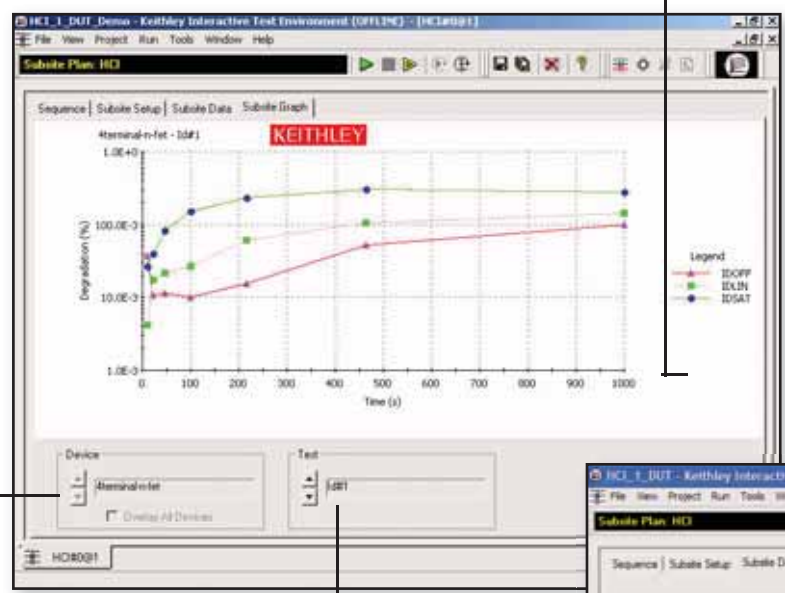 HCI_1_DUT_Demo - Keithley Interactive Test Environment (OFFLINE) - [HCI#0@1]
File View Project Run Tools Window Help
Subsite Plan: HCI
Sequence Subsite Setup Subsite Data Subsite Graph
4terminal-n-fet - Id#1
KEITHLEY
1.0E+0
100.0E-3
10.0E-3
1.0E-3
Degradation (%)
0 100 200 300 400 500 600 700 800 900 1000
Time (s)
Legend
IDOFF
IDLIN
IDSAT
Device
4terminal-n-fet
Overlay All Devices
Test
Id#1
HCI#0@1
HCI_1_DUT - Keithley Interacti
File View Project Run Tools
Subsite Plan: HCI
Sequence Subsite Setup Subsite D